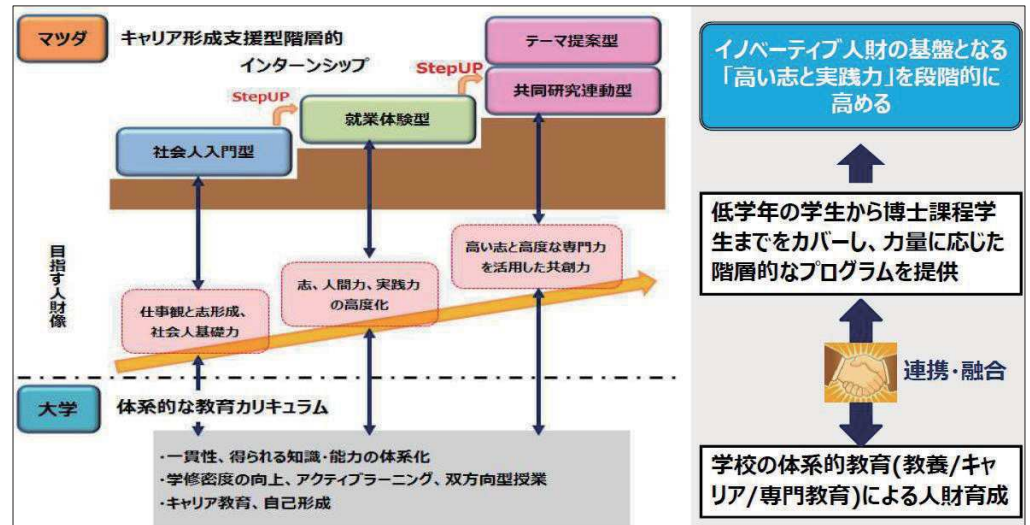 マツダ
キャリア形成支援型階層的
インターンシップ
StepUP
StepUP
テーマ提案型
共同研究連動型
就業体験型
社会人入門型
目指す人財像
高い志と高度な専門力
を活用した共創力
志、人間力、実践力
の高度化
仕事観と志形成、
社会人基礎力
大学
体系的な教育カリキュラム
・一貫性、得られる知識・能力の体系化
・学修密度の向上、アクティブラーニング、双方向型授業
・キャリア教育、自己形成
イノベーティブ人財の基盤となる
「高い志と実践力」を段階的に
高める
低学年の学生から博士課程学
生までをカバーし、力量に応じた
階層的なプログラムを提供
連携・融合
学校の体系的教育(教養/キャ
リア/専門教育)による人財育成